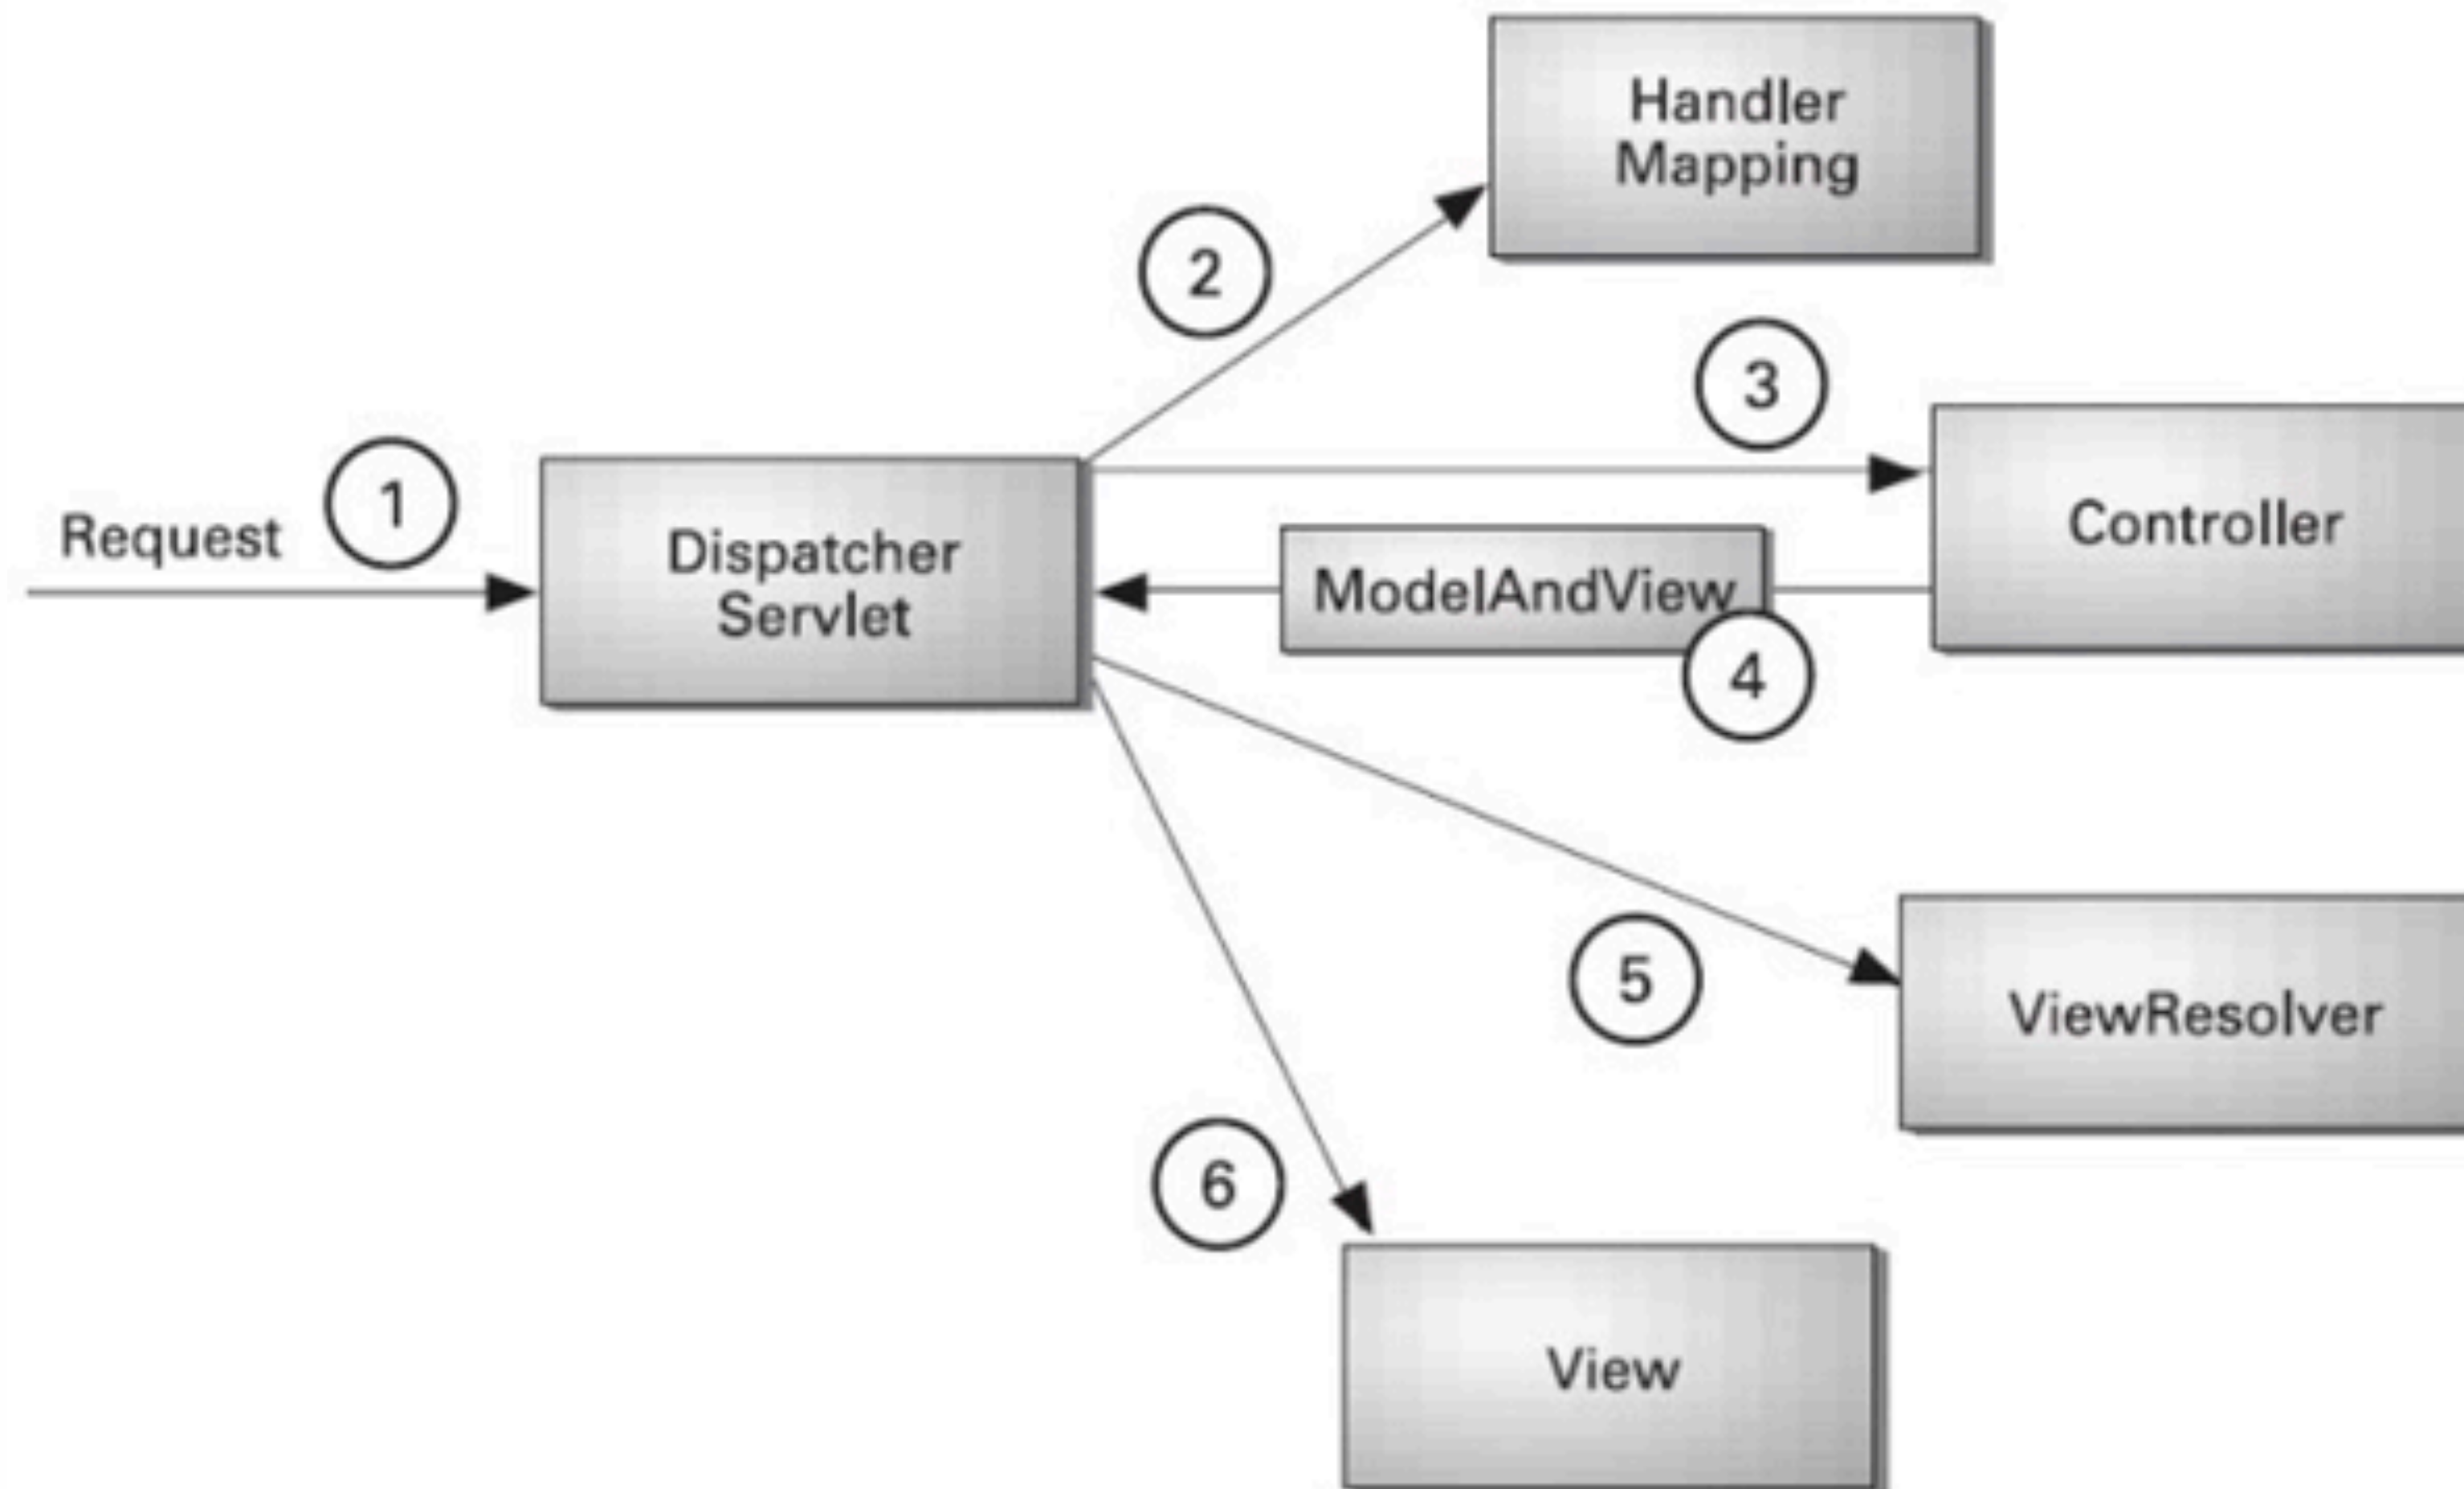 Handler
Mapping
2
3
1
Request
Dispatcher
Servlet
Controller
ModelAndView
4
5
ViewResolver
6
View